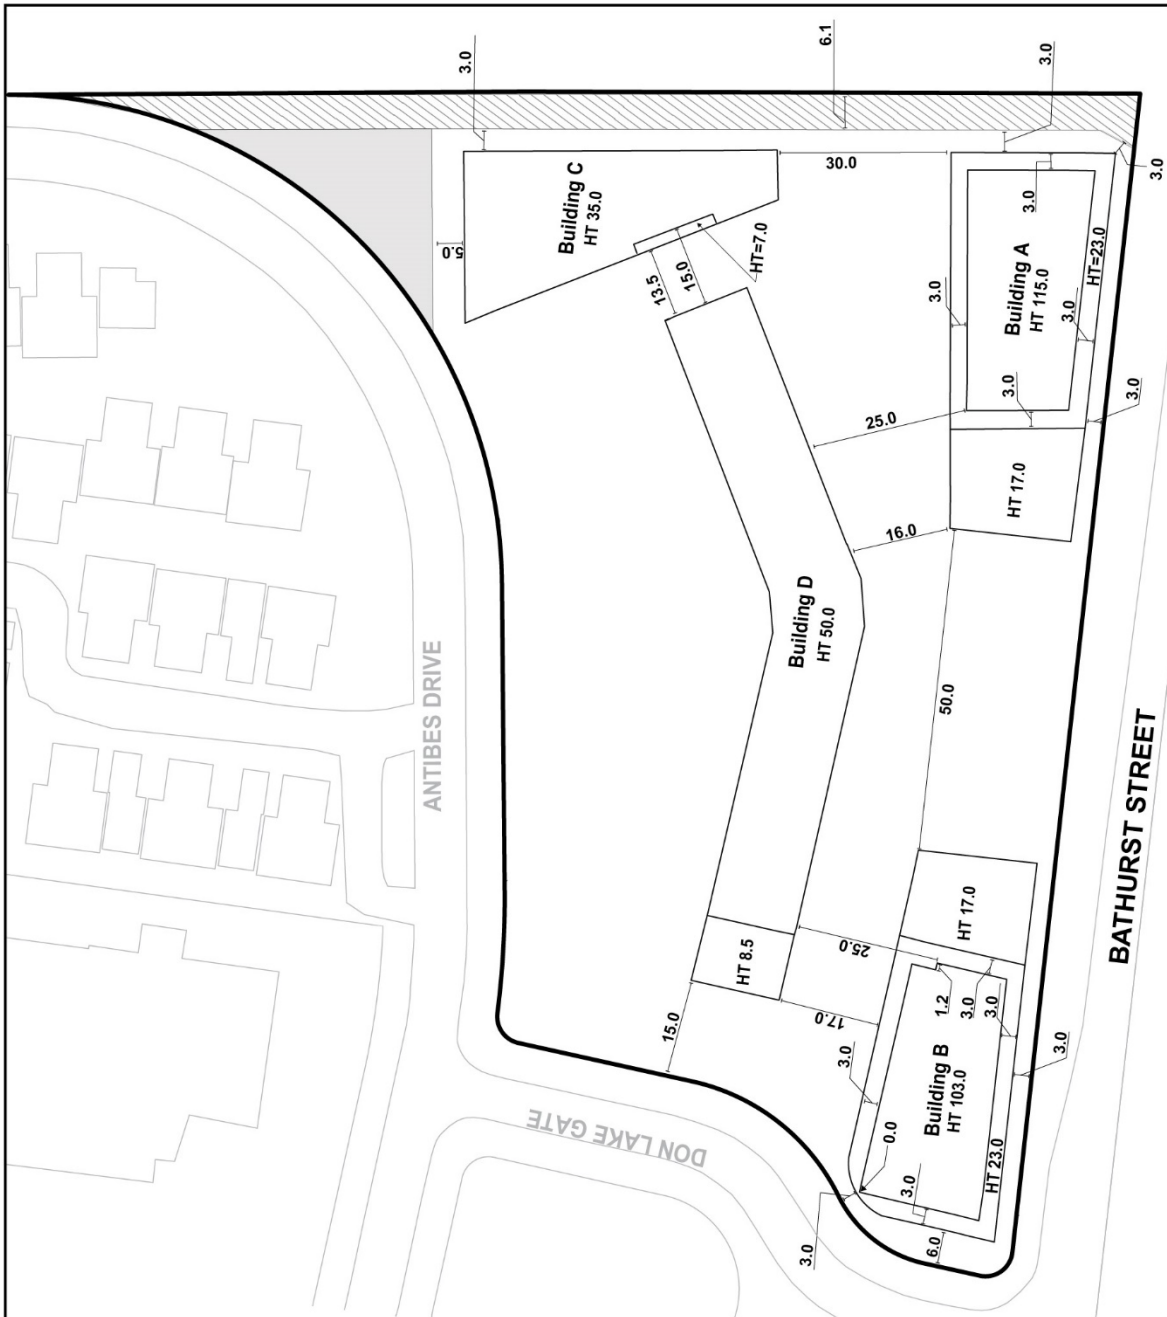 6.1
3.0
3.0
3.0
3.0
30.0
Building C
HT 35.0
5.0
HT=7.0
13.5
15.0
3.0
3.0
HT=23.0
Building A
HT 115.0
3.0
3.0
3.0
25.0
HT 17.0
16.0
Building D
HT 50.0
50.0
ANTIBES DRIVE
BATHURST STREET
HT 17.0
25.0
HT 8.5
1.2
3.0
3.0
17.0
15.0
3.0
3.0
Building B
HT 103.0
0.0
HT 23.0
3.0
DON LAKE GATE
6.0
3.0